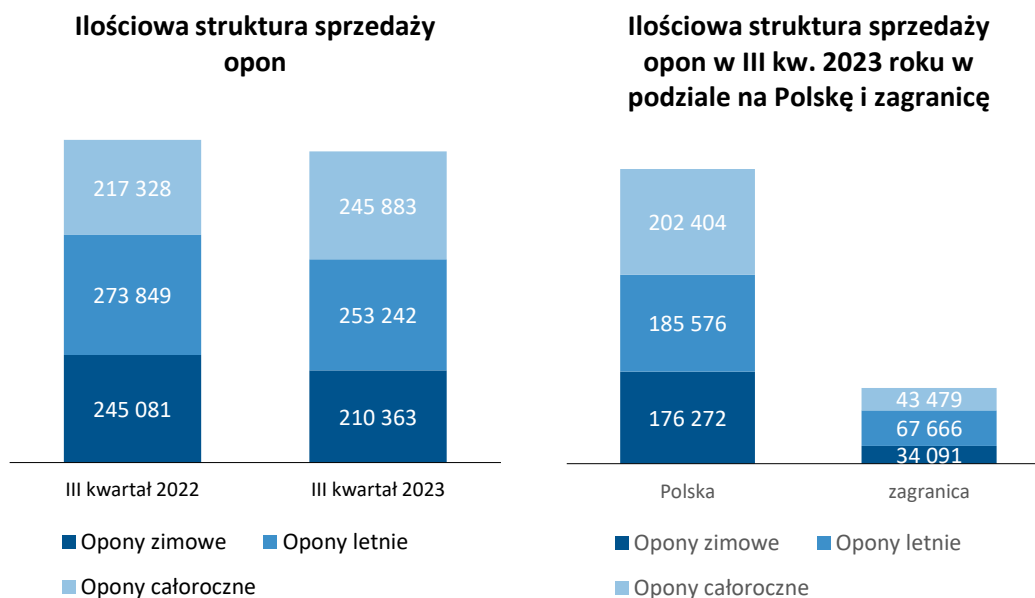 Ilościowa struktura sprzedaży
opon
217 328
245 883
273 849
253 242
245 081
210 363
III kwartał 2022
III kwartał 2023
Opony zimowe
Opony letnie
Opony całoroczne
Ilościowa struktura sprzedaży
opon w III kw. 2023 roku w
podziale na Polskę i zagranicę
202 404
185 576
176 272
43 479
67 666
34 091
Polska
zagranica
Opony zimowe
Opony letnie
Opony całoroczne